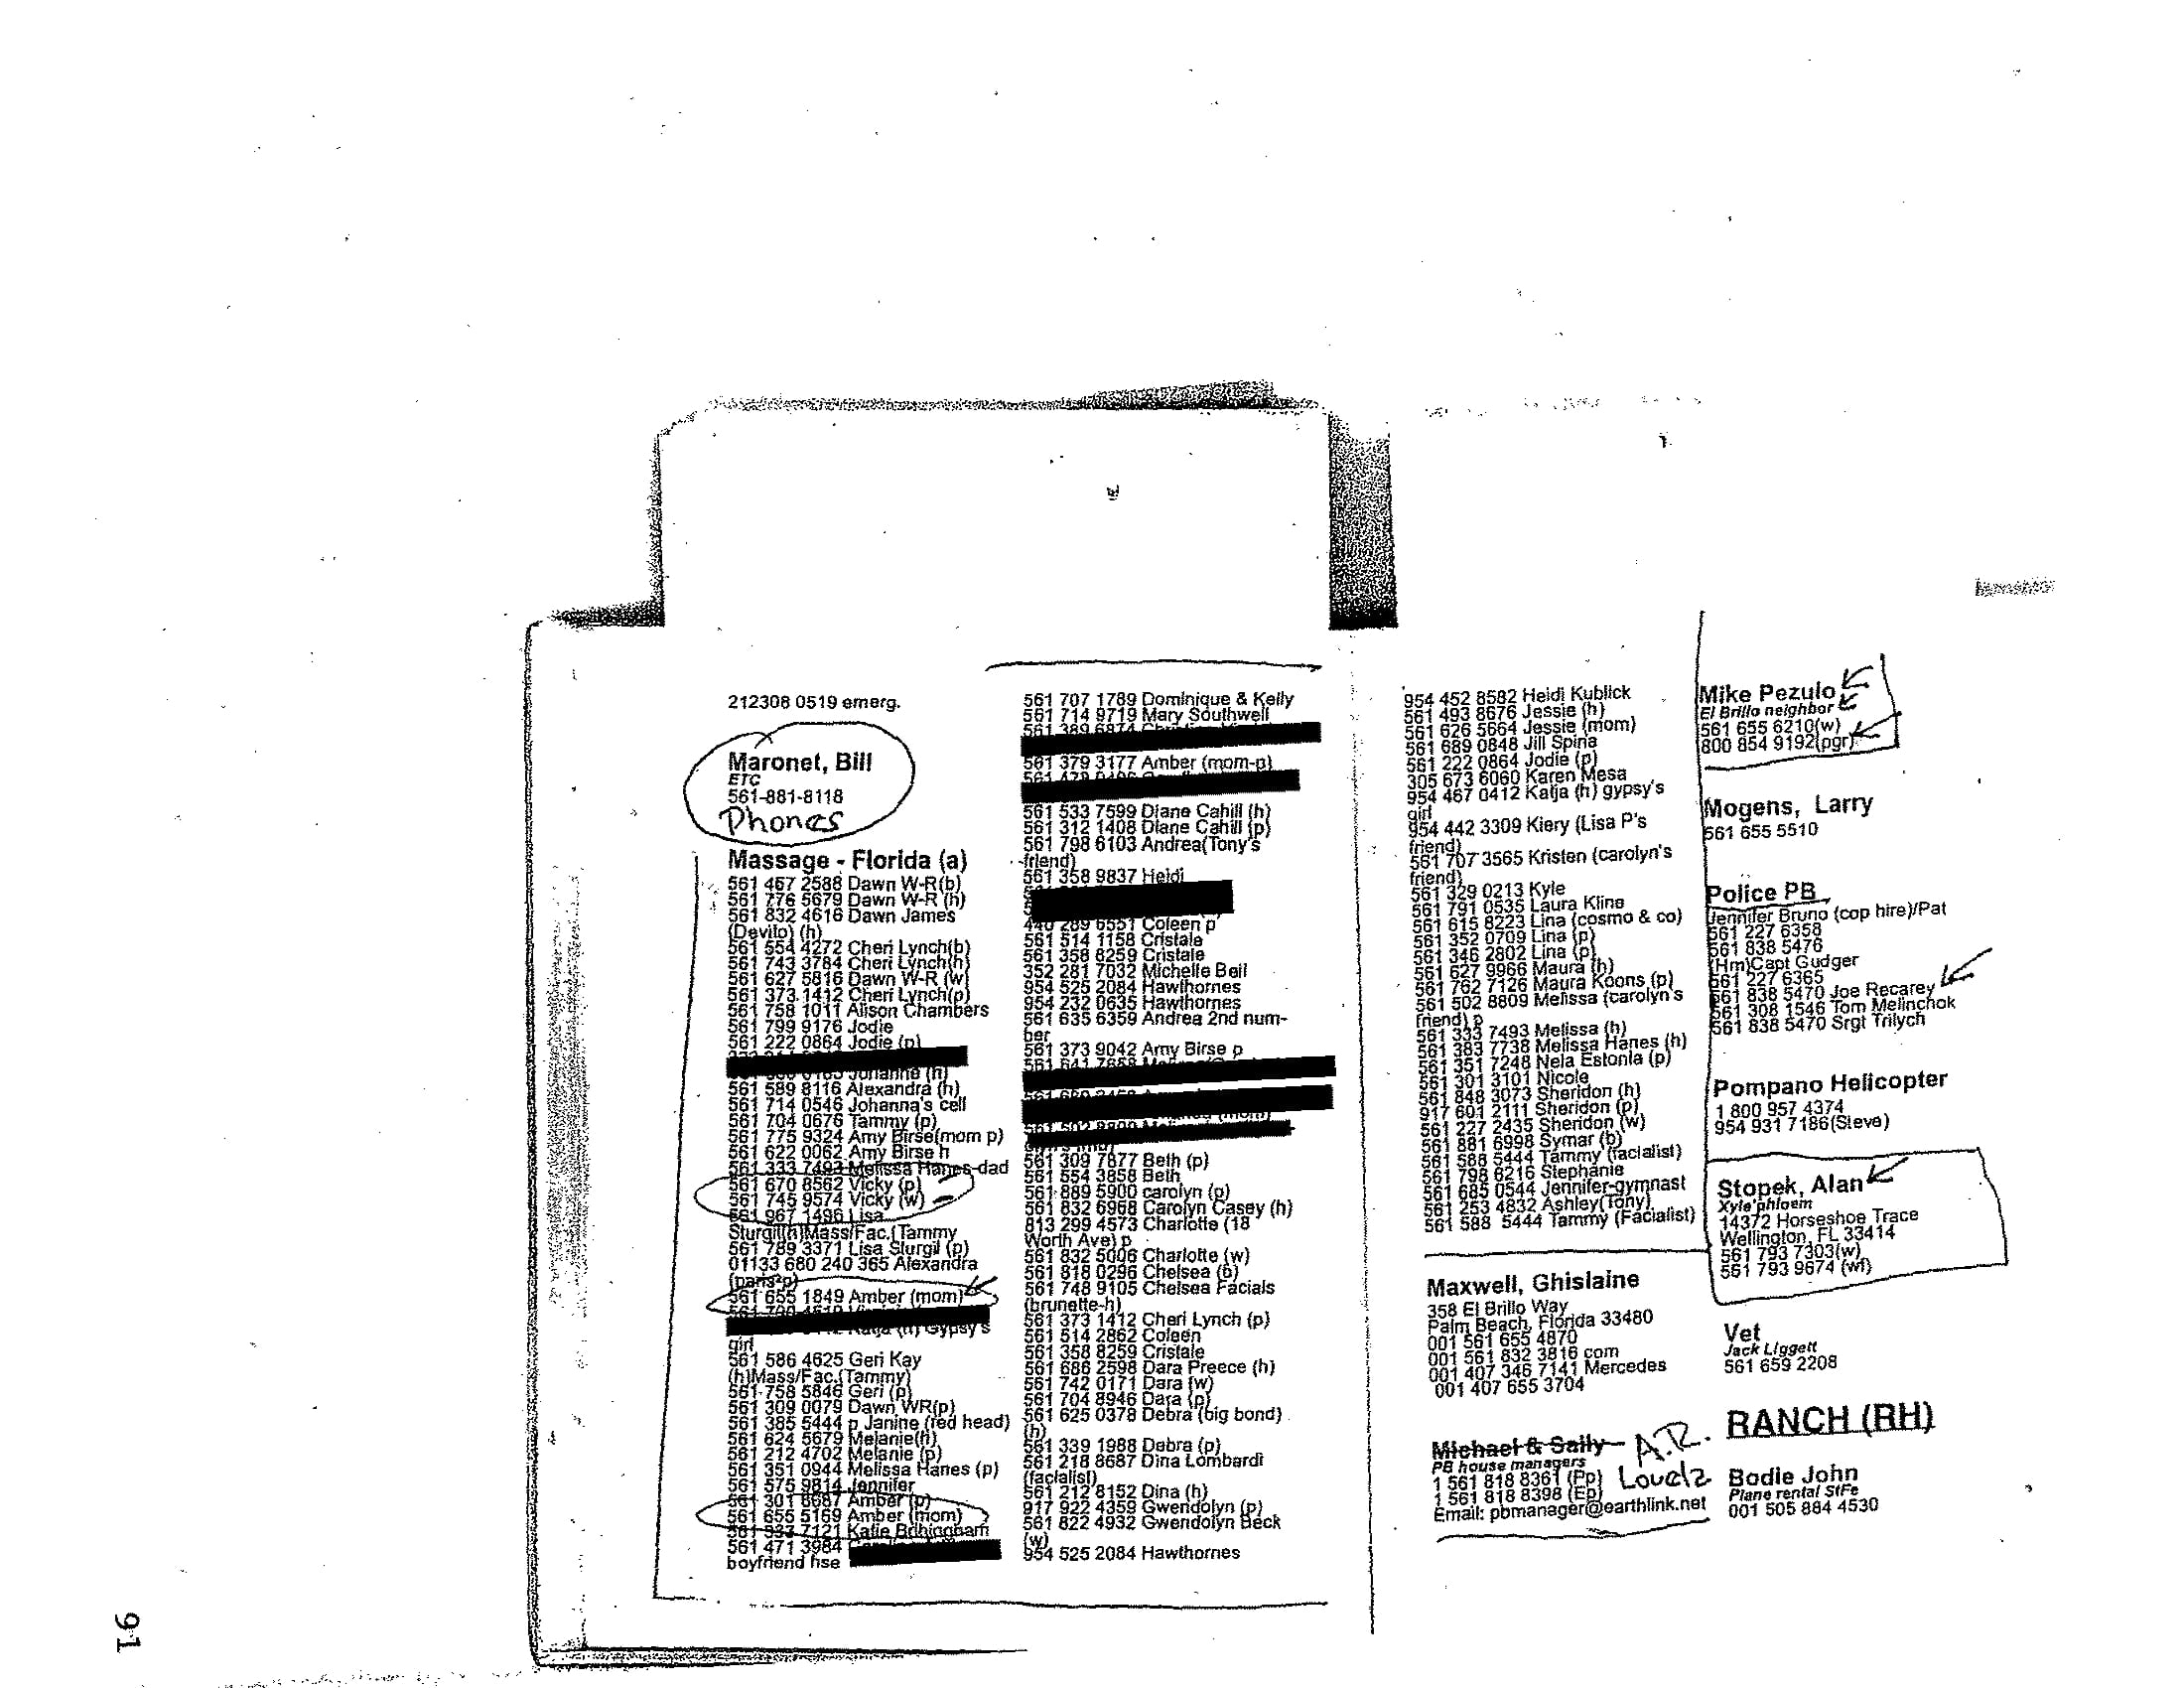 212308 0519 emerg.
Maronet, Bill
ETC
561-881-8118
Phones
Massage - Florida (a)
561 467 2588 Dawn W-R(b)
561 776 5679 Dawn W-R (h)
561 832 4616 Dawn James
(Devito) (h)
561 554 4272 Cheri Lynch(b)
561 743 3784 Cheri Lynch(h)
561 627 5816 Dawn W-R (w)
561 373 1412 Cheri Lynch(p)
561 758 1011 Alison Chambers
561 799 9176 Jodie
561 222 0864 Jodie (p)
561 589 8116 Alexandra (h)
561 714 0546 Johanna's cell
561 704 0676 Tammy (p)
561 775 9324 Amy Birse(mom p)
561 622 0062 Amy Birse h
561 333 7493 Melissa Hanes-dad
561 670 8562 Vicky (p)
561 745 9574 Vicky (w)
561 967 1496 Lisa
Sturgil(h)Mass/Fac.(Tammy
561 789 3371 Lisa Sturgil (p)
01133 680 240 365 Alexandra
(paris p)
561 655 1849 Amber (mom)
girl
561 586 4625 Geri Kay
(h)Mass/Fac.(Tammy)
561-758 5846 Geri (p)
561 309 0079 Dawn WR(p)
561 385 5444 p Janine (red head)
561 624 5679 Melanie(h)
561 212 4702 Melanie (p)
561 351 0944 Melissa Hanes (p)
561 575 9814 Jennifer
561 301 8687 Amber (p)
561 655 5169 Amber (mom)
561 533 7121 Katie
561 471 3984
boyfriend hse
561 707 1789 Dominique & Kelly
561 714 9719 Mary Southwell
561 379 3177 Amber (mom-p)
561 533 7599 Diane Cahill (h)
561 312 1408 Diane Cahill (p)
561 798 6103 Andrea(Tony's
friend)
561 358 9837 Heidi
440 289 6551 Coleen p
561 514 1158 Cristale
561 358 8259 Cristale
352 281 7032 Michelle Bell
954 525 2084 Hawthornes
954 232 0635 Hawthornes
561 635 6359 Andrea 2nd num-
ber
561 373 9042 Amy Birse p
561 309 7877 Beth (p)
561 554 3858 Beth
561-889 5900 carolyn (p)
561 832 6968 Carolyn Casey (h)
813 299 4573 Charlotte (18
Worth Ave) p
561 832 5006 Charlotte (w)
561 818 0296 Chelsea (b)
561 748 9105 Chelsea Facials
(brunette-h)
561 373 1412 Cheri Lynch (p)
561 514 2862 Coleen
561 358 8259 Cristale
561 686 2598 Dara Preece (h)
561 742 0171 Dara (w)
561 704 8946 Dara (p)
561 625 0378 Debra (big bond)
(h)
561 339 1988 Debra (p)
561 218 8687 Dina Lombardi
(facialist)
561 212 8152 Dina (h)
917 922 4359 Gwendolyn (p)
561 822 4932 Gwendolyn Beck
(w)
954 525 2084 Hawthornes
954 452 8582 Heidi Kublick
561 493 8676 Jessie (h)
561 626 5664 Jessie (mom)
561 689 0848 Jill Spina
561 222 0864 Jodie (p)
305 673 6060 Karen Mesa
954 467 0412 Katja (h) gypsy's
girl
954 442 3309 Kiery (Lisa P's
friend)
561 707 3565 Kristen (carolyn's
friend)
561 329 0213 Kyle
561 791 0535 Laura Kline
561 615 8223 Lina (cosmo & co)
561 352 0709 Lina (p)
561 346 2802 Lina (p)
561 627 9966 Maura (h)
561 762 7126 Maura Koons (p)
561 502 8809 Melissa (carolyn's
friend) p
561 333 7493 Melissa (h)
561 383 7738 Melissa Hanes (h)
561 351 7248 Nela Estonia (p)
561 301 3101 Nicole
561 848 3073 Sheridon (h)
917 601 2111 Sheridon (p)
561 227 2435 Sheridon (w)
561 881 6998 Symar (b)
561 588 5444 Tammy (facialist)
561 798 6216 Stephanie
561 685 0544 Jennifer-gymnast
561 253 4832 Ashley(Tony)
561 588 5444 Tammy (Facialist)
Maxwell, Ghislaine
358 El Brillo Way
Palm Beach, Florida 33480
001 561 655 4870
001 561 832 3816 com
001 407 346 7141 Mercedes
001 407 655 3704
Michael & Sally A.R.
PB house managers
1 561 818 8361 (Pp) Louelz
1 561 818 8398 (Ep)
Email: pbmanager@earthlink.net
Mike Pezulo
El Brillo neighbor
561 655 6210(w)
800 854 9192(pgr)
Mogens, Larry
561 655 5510
Police PB
Jennifer Bruno (cop hire)/Pat
561 227 6358
561 838 5476
(Hm)Capt Gudger
561 227 6365
561 838 5470 Joe Recarey
561 308 1546 Tom Melinchok
561 838 5470 Srgt Trilych
Pompano Helicopter
1 800 957 4374
954 931 7186(Steve)
Stopek, Alan
Xyle'phloem
14372 Horseshoe Trace
Wellington, FL 33414
561 793 7303(w)
561 793 9674 (wf)
Vet
Jack Liggett
561 659 2208
RANCH (RH)
Bodie John
Plane rental StFe
001 505 884 4530
91